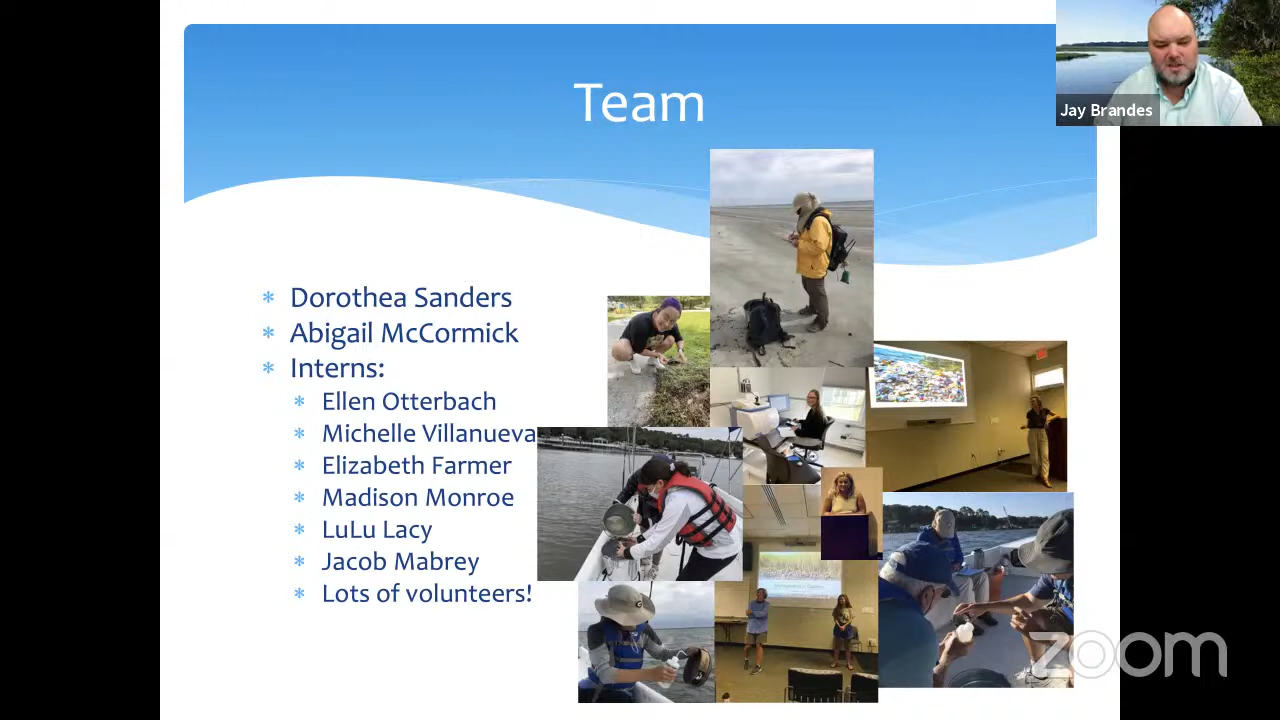 Team
Jay Brandes
Dorothea Sanders
Abigail McCormick
Interns:
Ellen Otterbach
Michelle Villanueva
Elizabeth Farmer
Madison Monroe
LuLu Lacy
Jacob Mabrey
Lots of volunteers!
zoom